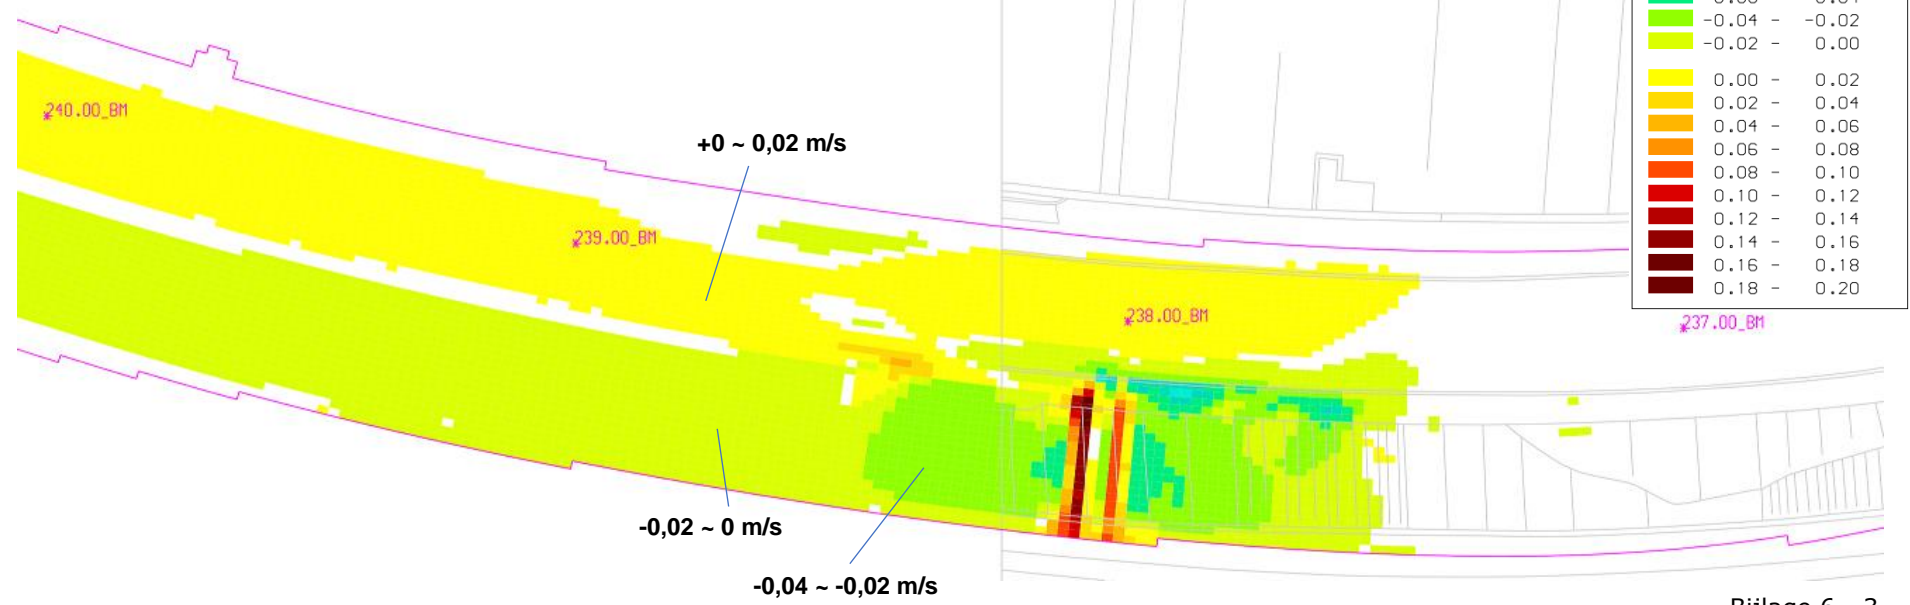 -0.04 - -0.02
-0.02 - 0.00
0.00 - 0.02
0.02 - 0.04
0.04 - 0.06
0.06 - 0.08
0.08 - 0.10
0.10 - 0.12
0.12 - 0.14
0.14 - 0.16
0.16 - 0.18
0.18 - 0.20
240.00_BM
+0 ~ 0,02 m/s
239.00_BM
238.00_BM
237.00_BM
-0,02 ~ 0 m/s
-0,04 ~ -0,02 m/s